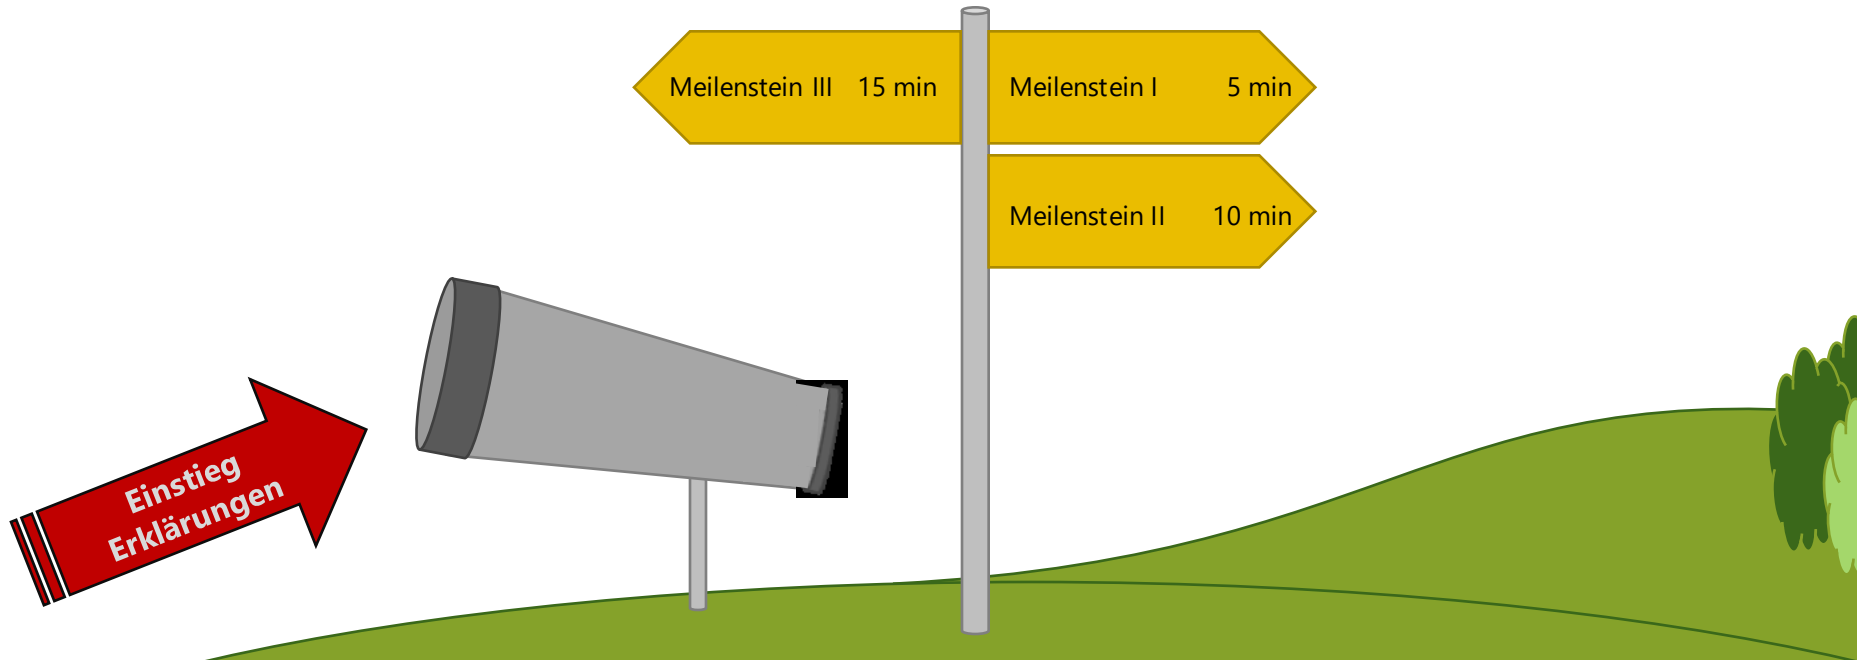 Meilenstein III 15 min
Meilenstein I 5 min
Meilenstein II 10 min
Einstieg
Erklärungen